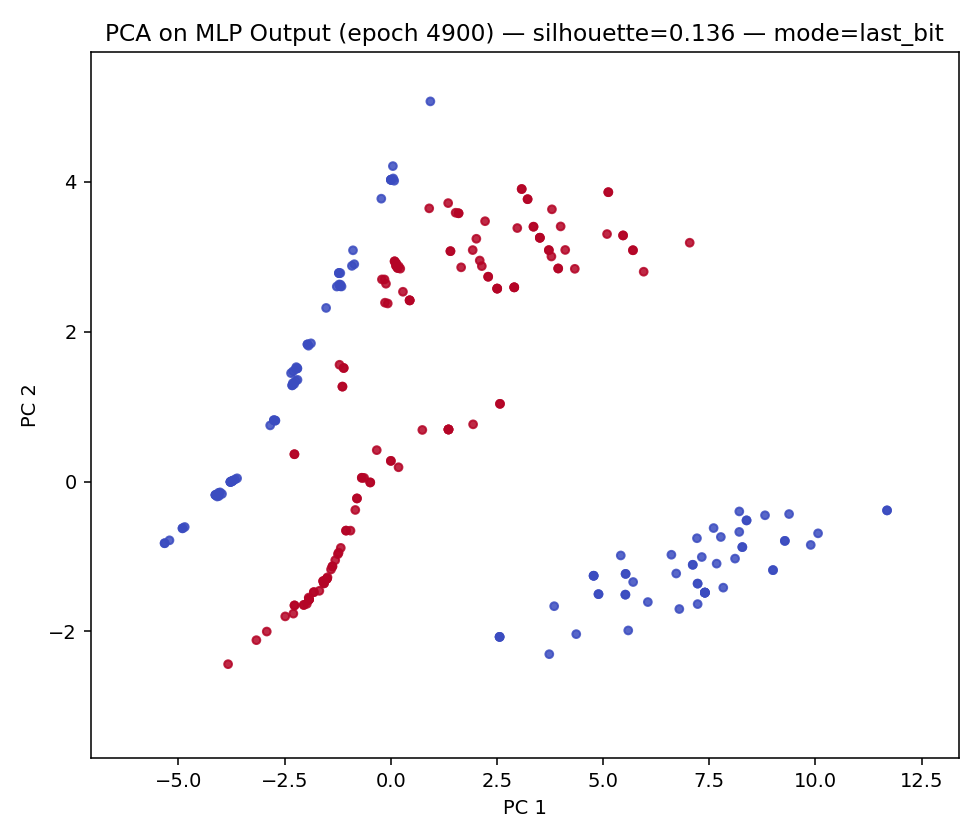 PCA on MLP Output (epoch 4900) — silhouette=0.136 — mode=last_bit
4
2
0
−2
PC 2
−5.0 −2.5 0.0 2.5 5.0 7.5 10.0 12.5
PC 1